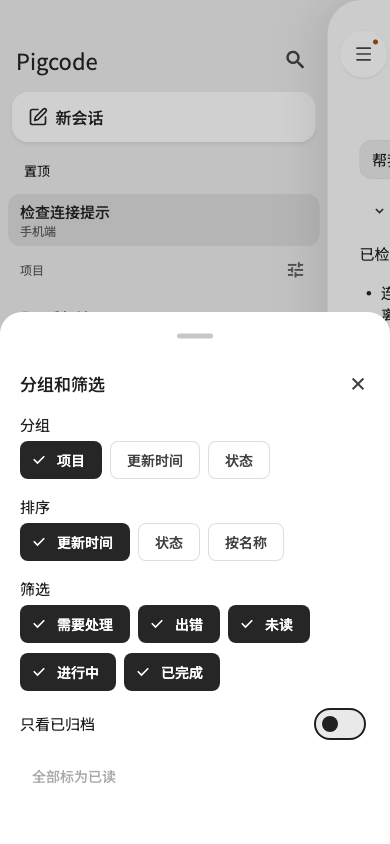 Pigcode
新会话
置顶
检查连接提示
手机端
项目
帮
已检
• 连
分组和筛选
分组
项目 更新时间 状态
排序
更新时间 状态 按名称
筛选
需要处理 出错 未读
进行中 已完成
只看已归档
全部标为已读